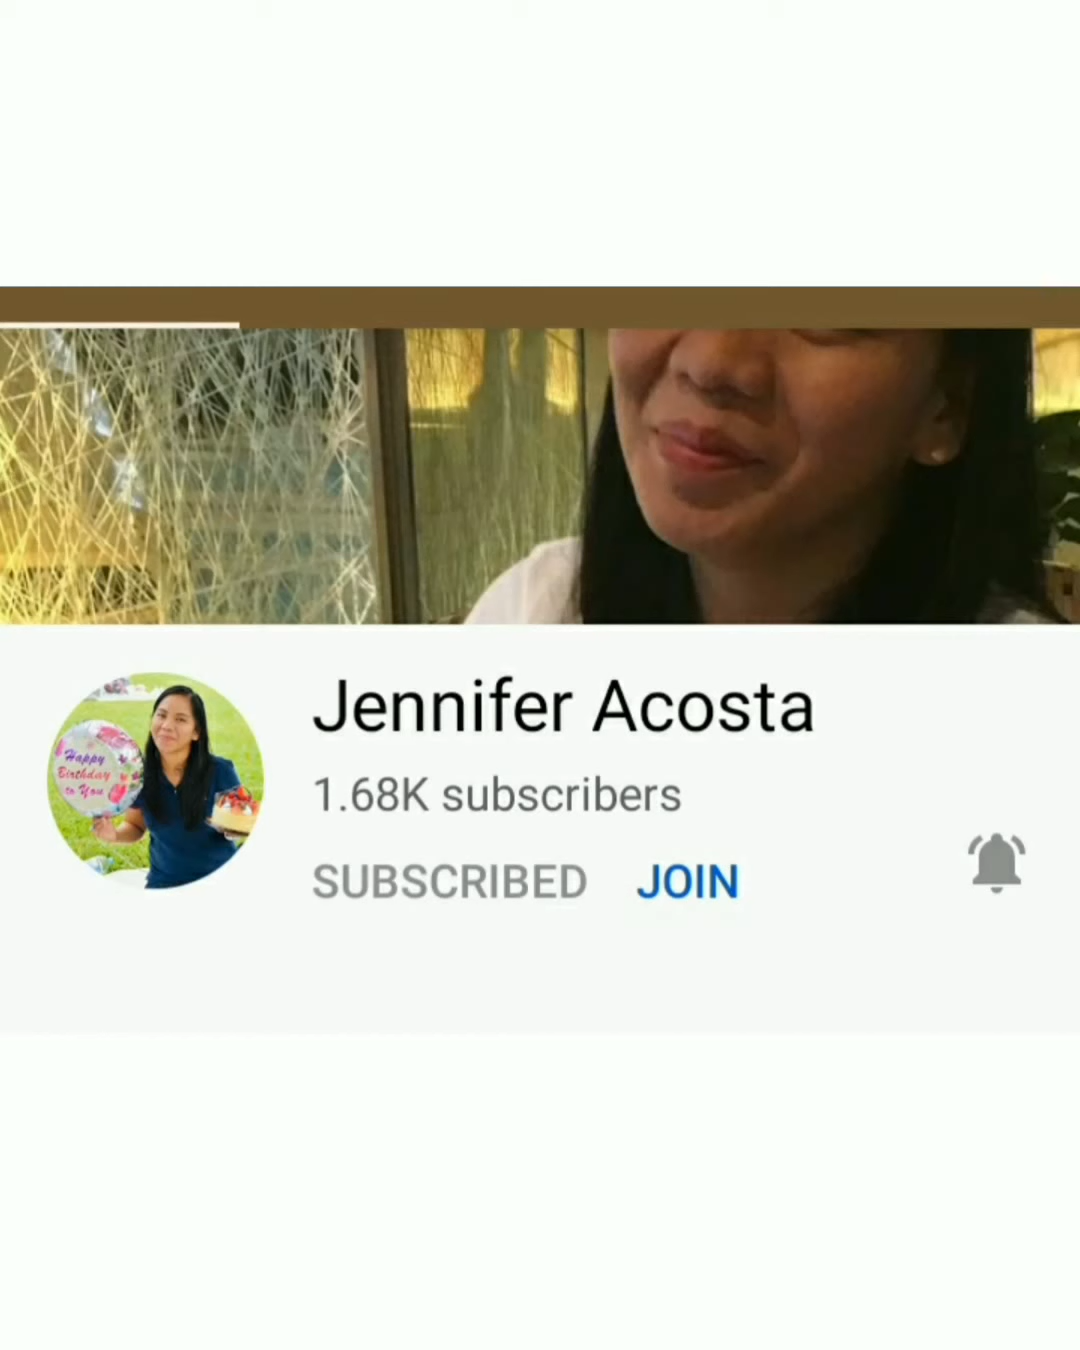 Happy
Birthday
to You
Jennifer Acosta
1.68K subscribers
SUBSCRIBED JOIN